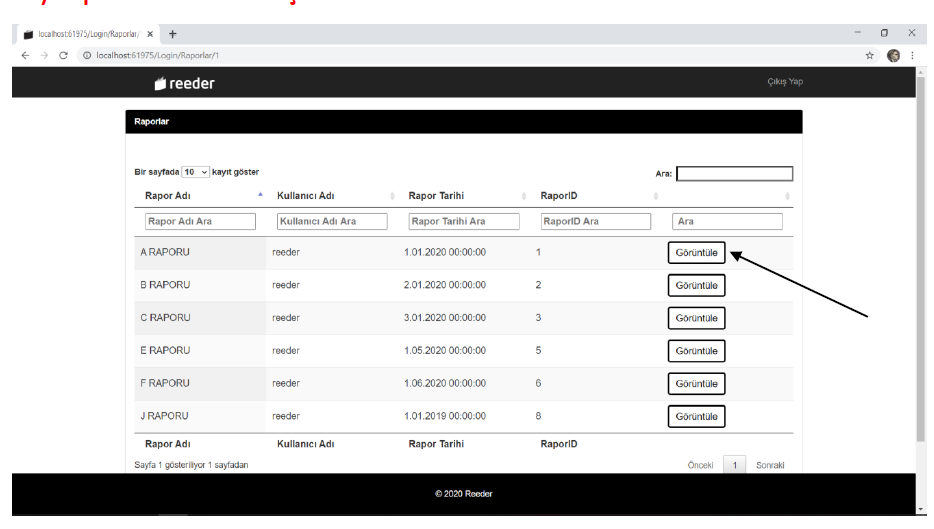 localhost:61975/Login/Raporlar/
localhost:61975/Login/Raporlar/1
reeder
Çıkış Yap
Raporlar
Bir sayfada 10 kayıt göster
Ara:
Rapor Adı Kullanıcı Adı Rapor Tarihi RaporID
Rapor Adı Ara Kullanıcı Adı Ara Rapor Tarihi Ara RaporID Ara Ara
A RAPORU reeder 1.01.2020 00:00:00 1 Görüntüle
B RAPORU reeder 2.01.2020 00:00:00 2 Görüntüle
C RAPORU reeder 3.01.2020 00:00:00 3 Görüntüle
E RAPORU reeder 1.05.2020 00:00:00 5 Görüntüle
F RAPORU reeder 1.06.2020 00:00:00 6 Görüntüle
J RAPORU reeder 1.01.2019 00:00:00 8 Görüntüle
Rapor Adı Kullanıcı Adı Rapor Tarihi RaporID
Sayfa 1 gösteriliyor 1 sayfadan
Önceki 1 Sonraki
© 2020 Reeder